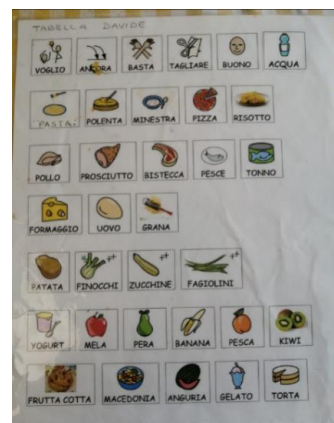 TABELLA DAVIDE
VOGLIO ANCORA BASTA TAGLIARE BUONO ACQUA
PASTA POLENTA MINESTRA PIZZA RISOTTO
POLLO PROSCIUTTO BISTECCA PESCE TONNO
FORMAGGIO UOVO GRANA
PATATA FINOCCHI ZUCCHINE FAGIOLINI
YOGURT MELA PERA BANANA PESCA KIWI
FRUTTA COTTA MACEDONIA ANGURIA GELATO TORTA